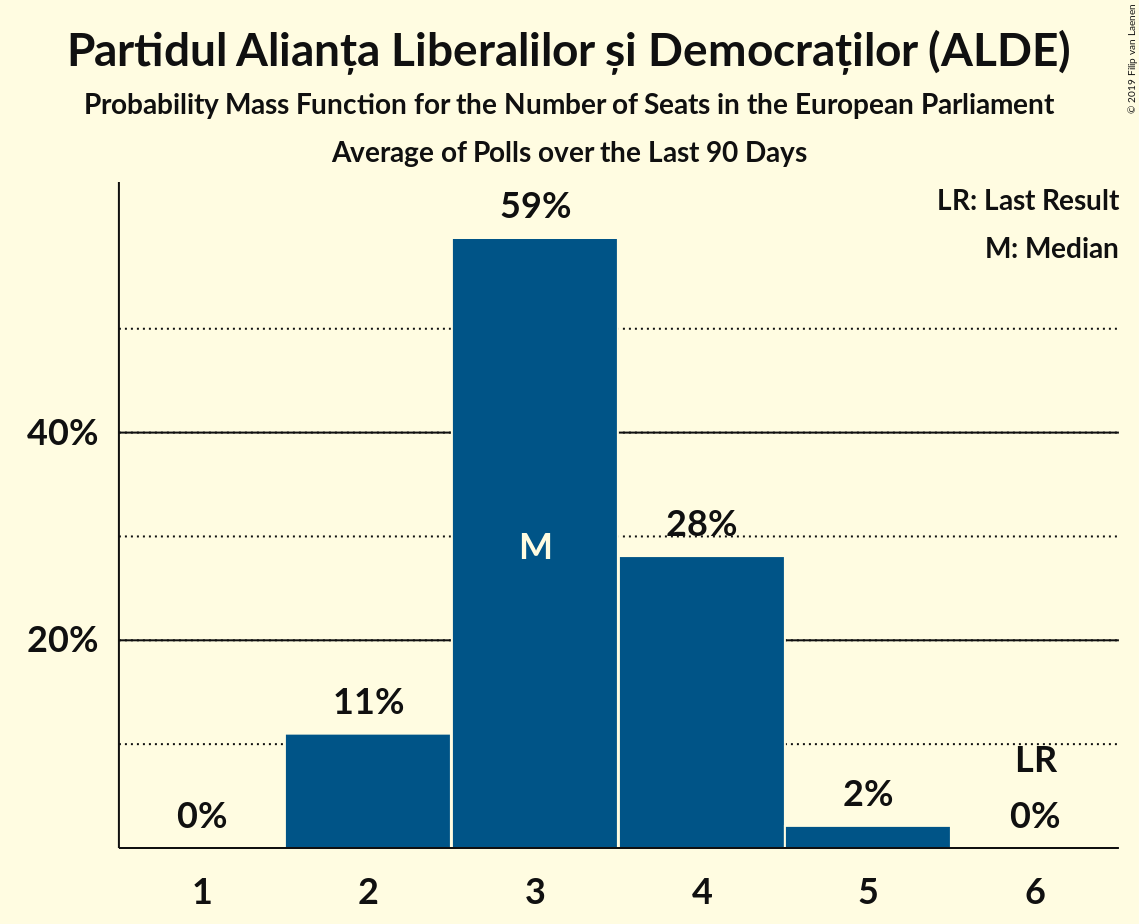 Partidul Alianța Liberalilor și Democraților (ALDE)
Probability Mass Function for the Number of Seats in the European Parliament
Average of Polls over the Last 90 Days
© 2019 Filip van Laenen
LR: Last Result
M: Median
59%
40%
28%
M
20%
11%
LR
2%
0%
0%
1 2 3 4 5 6